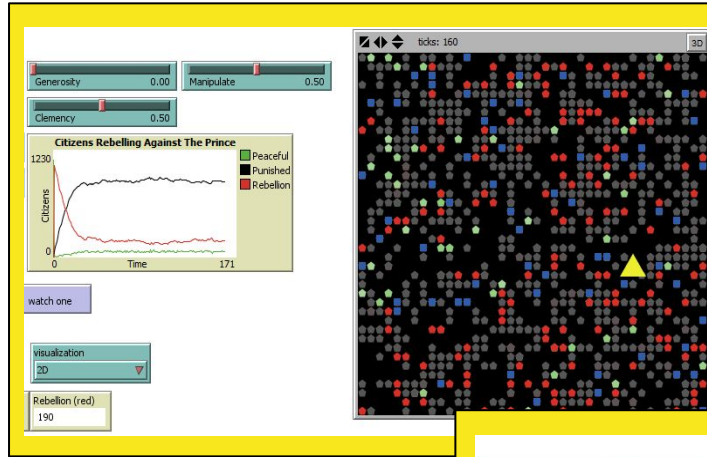 ticks: 160
3D
Generosity 0.00
Manipulate 0.50
Clemency 0.50
Citizens Rebelling Against The Prince
1230
Citizens
0
0
Time
171
Peaceful
Punished
Rebellion
watch one
visualization
2D
Rebellion (red)
190